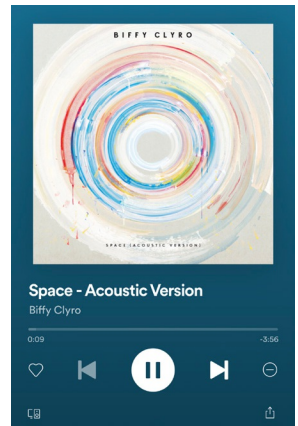 BIFFY CLYRO
SPACE (ACOUSTIC VERSION)
Space - Acoustic Version
Biffy Clyro
0:09 -3:56